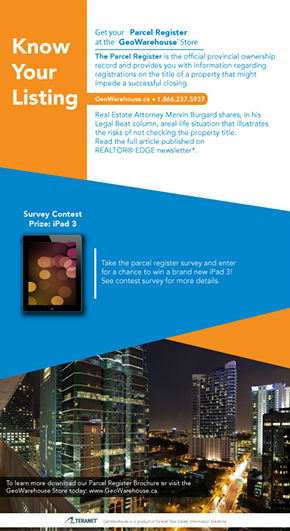 Know
Your
Listing
Get your Parcel Register
at the GeoWarehouse® Store
The Parcel Register is the official provincial ownership
record and provides you with information regarding
registrations on the title of a property that might
impede a successful closing.
GeoWarehouse.ca • 1.866.237.5937
Real Estate Attorney Mervin Burgard shares, in his
Legal Beat column, areal-life situation that illustrates
the risks of not checking the property title.
Read the full article published on
REALTOR® EDGE newsletter*.
Survey Contest
Prize: iPad 3
Take the parcel register survey and enter
for a chance to win a brand new iPad 3!
See contest survey for more details.
To learn more download our Parcel Register Brochure or visit the
GeoWarehouse Store today: www.GeoWarehouse.ca.
TERANET GeoWarehouse is a product of Teranet Real Estate Information Solutions